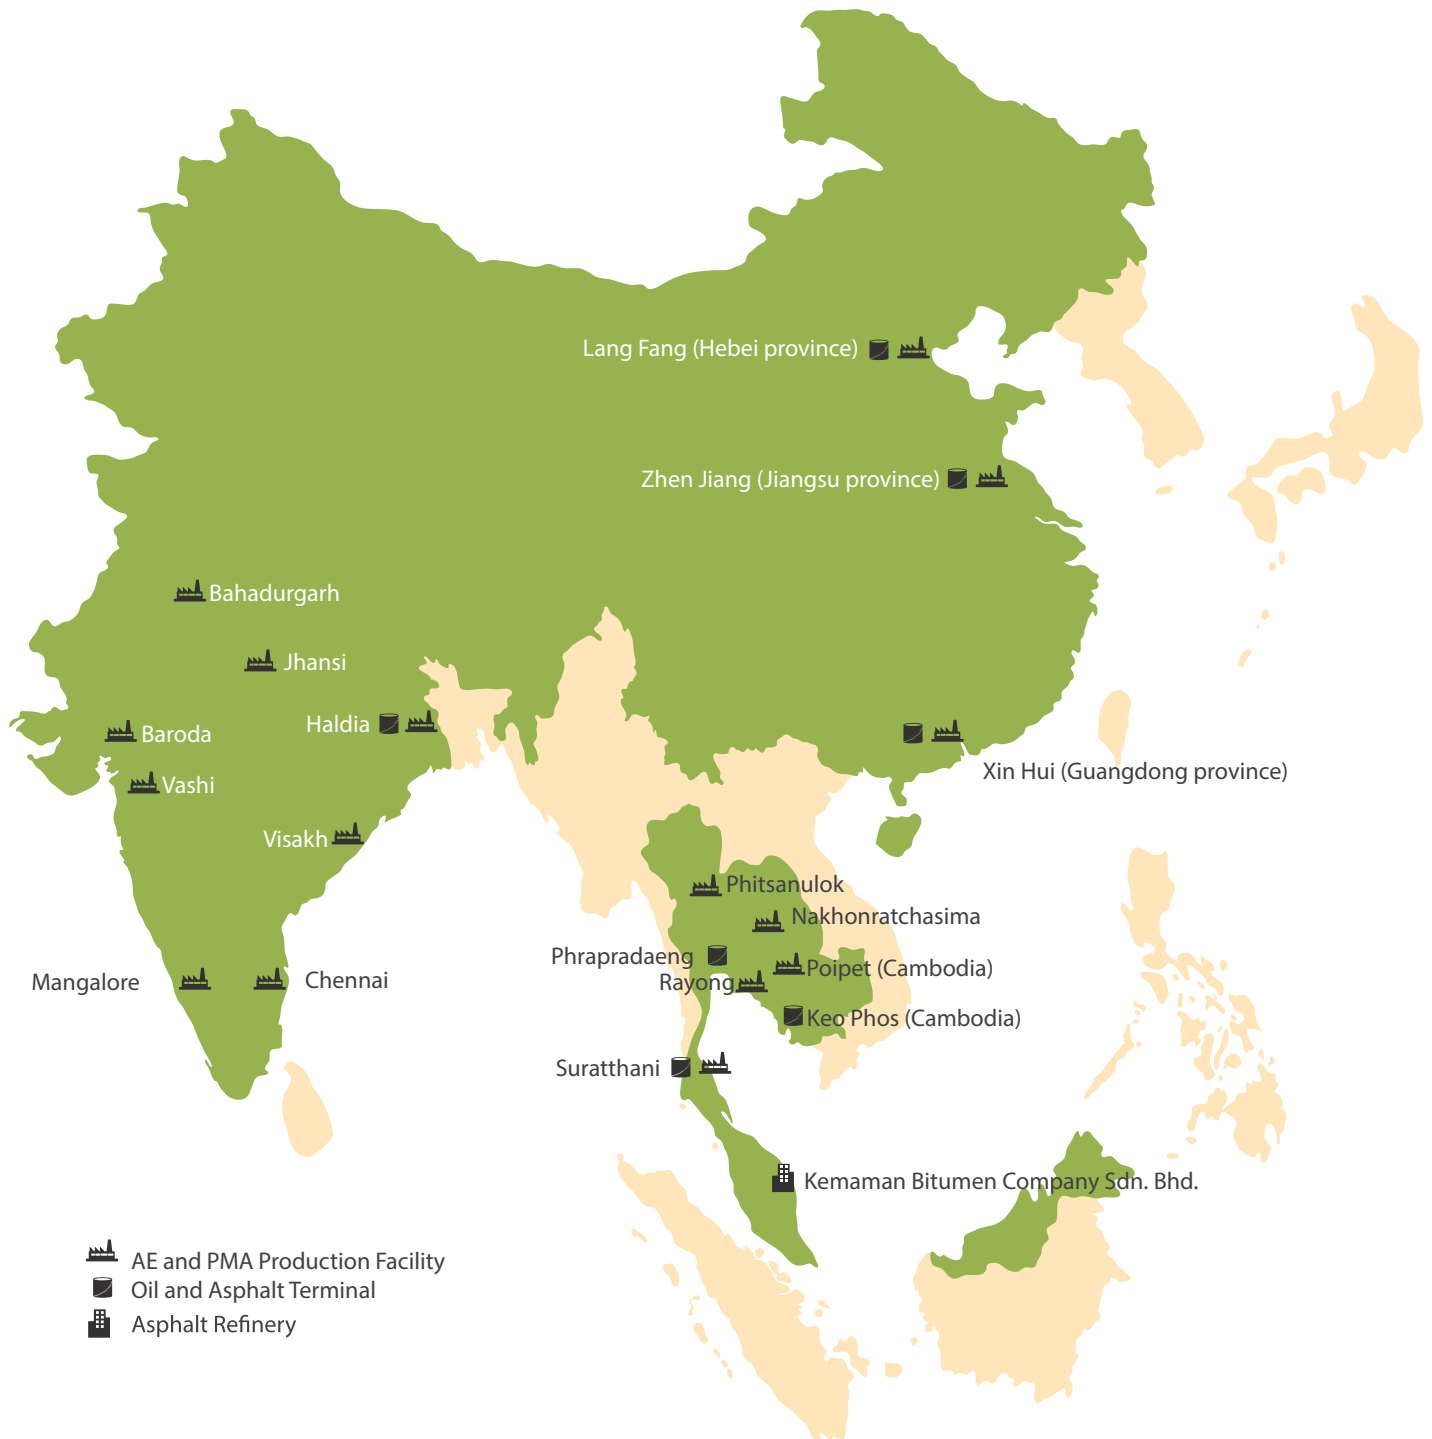 Lang Fang (Hebei province)
Zhen Jiang (Jiangsu province)
Bahadurgarh
Jhansi
Haldia
Baroda
Xin Hui (Guangdong province)
Vashi
Visakh
Phitsanulok
Nakhonratchasima
Phrapradaeng
Poipet (Cambodia)
Rayong
Mangalore
Chennai
Keo Phos (Cambodia)
Suratthani
Kemaman Bitumen Company Sdn. Bhd.
AE and PMA Production Facility
Oil and Asphalt Terminal
Asphalt Refinery